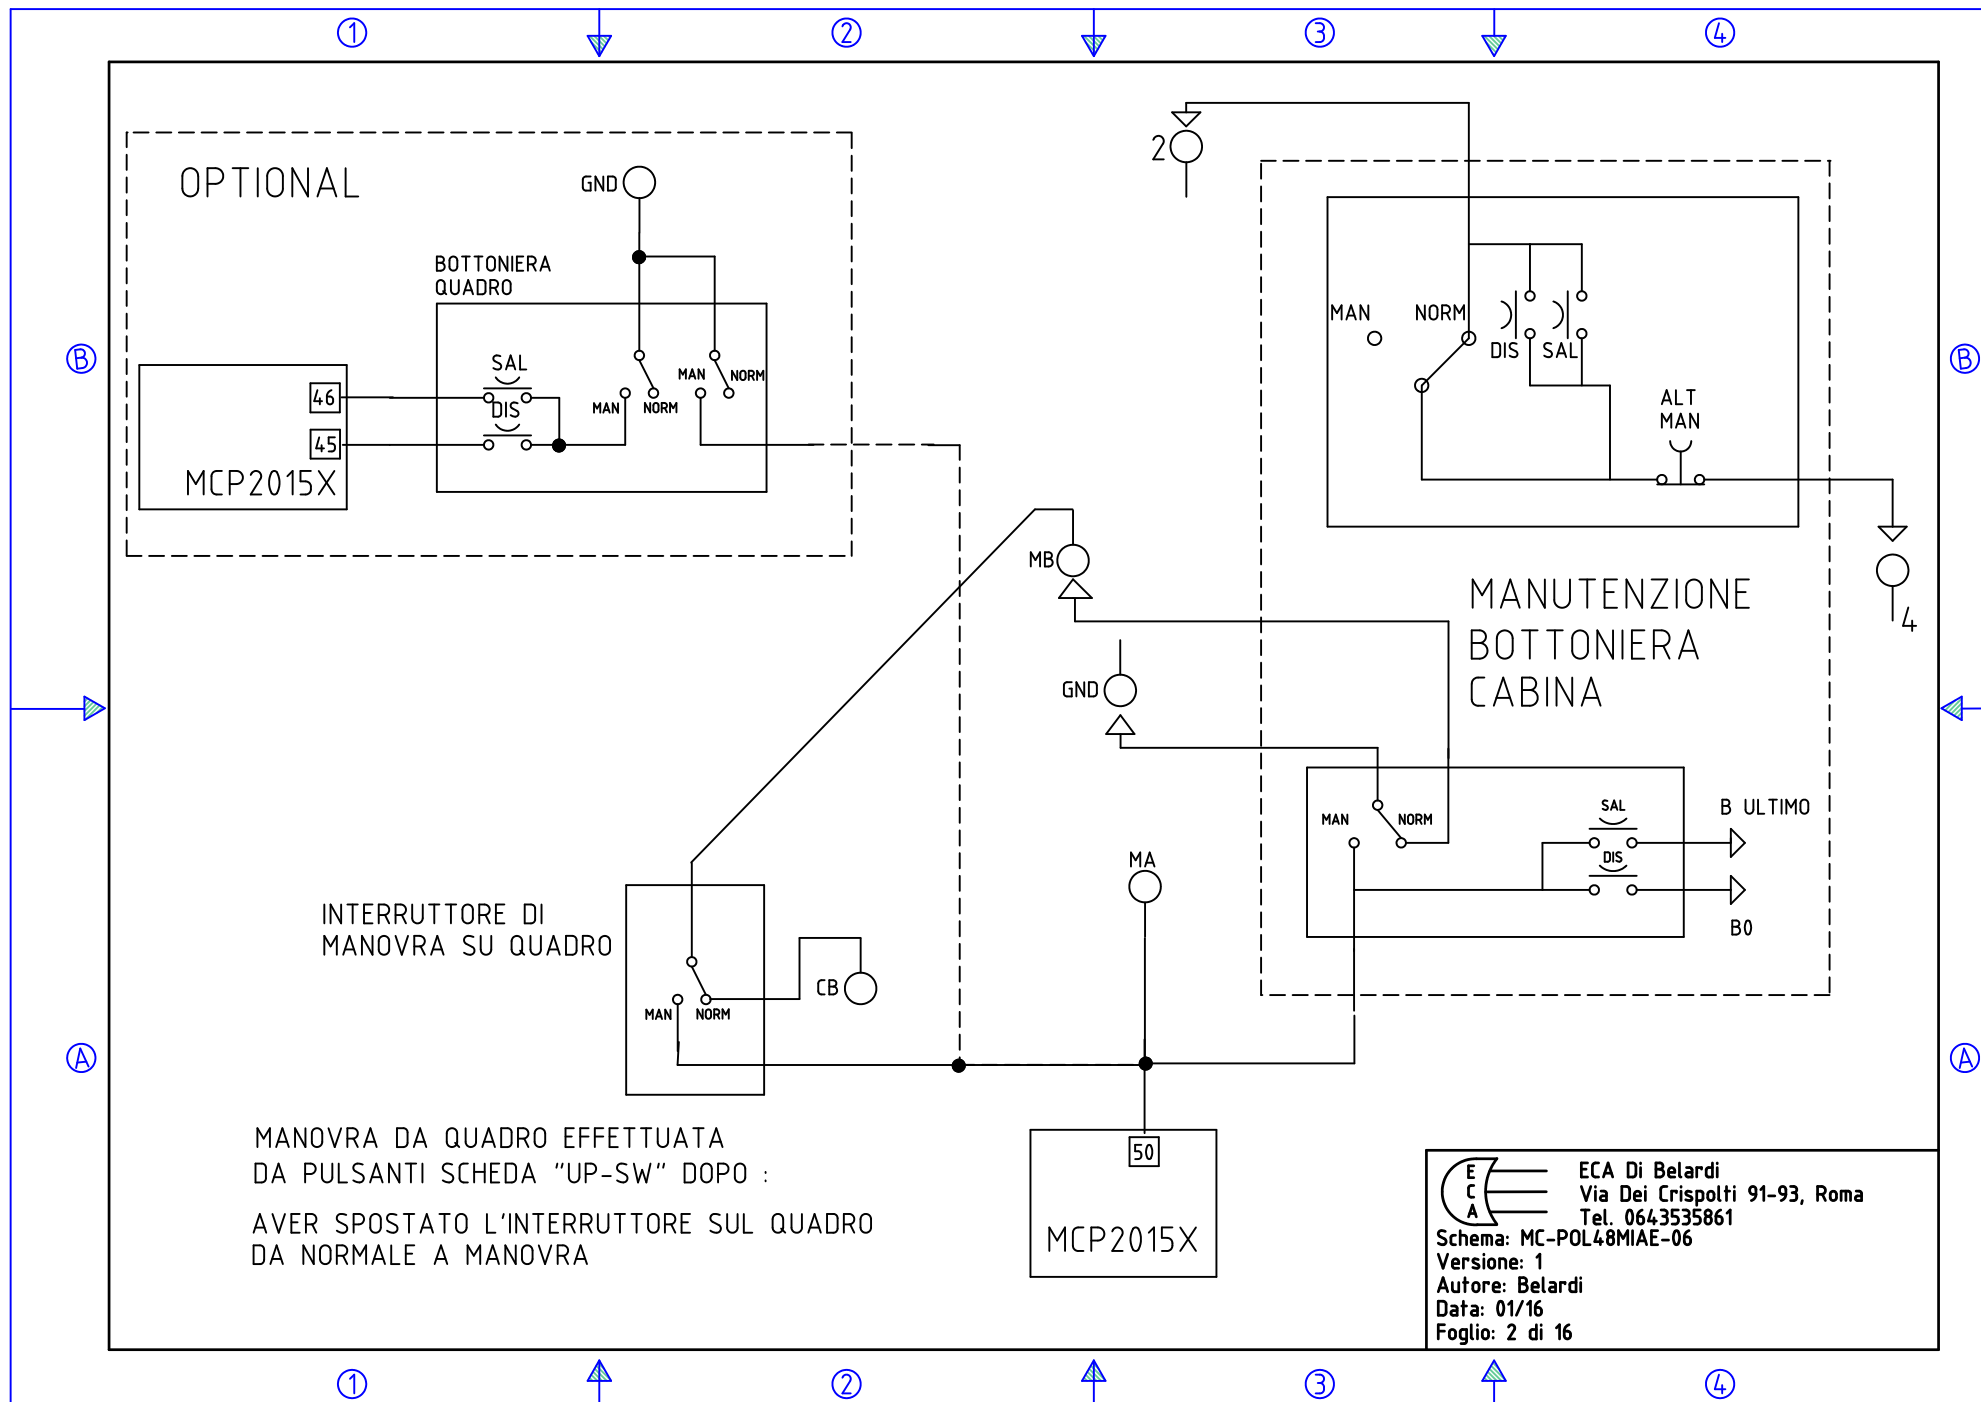 1 2 3 4
OPTIONAL
GND
BOTTONIERA
QUADRO
SAL
DIS
MAN
NORM
MAN
NORM
46
45
MCP2015X
2
MAN
NORM
DIS
SAL
ALT
MAN
4
B
B
MB
GND
MANUTENZIONE
BOTTONIERA
CABINA
MAN
NORM
SAL
DIS
B ULTIMO
B0
MA
INTERRUTTORE DI
MANOVRA SU QUADRO
MAN
NORM
CB
A
A
MANOVRA DA QUADRO EFFETTUATA
DA PULSANTI SCHEDA "UP-SW" DOPO :
AVER SPOSTATO L'INTERRUTTORE SUL QUADRO
DA NORMALE A MANOVRA
50
MCP2015X
E
C
A
ECA Di Belardi
Via Dei Crispolti 91-93, Roma
Tel. 0643535861
Schema: MC-POL48MIAE-06
Versione: 1
Autore: Belardi
Data: 01/16
Foglio: 2 di 16
1 2 3 4